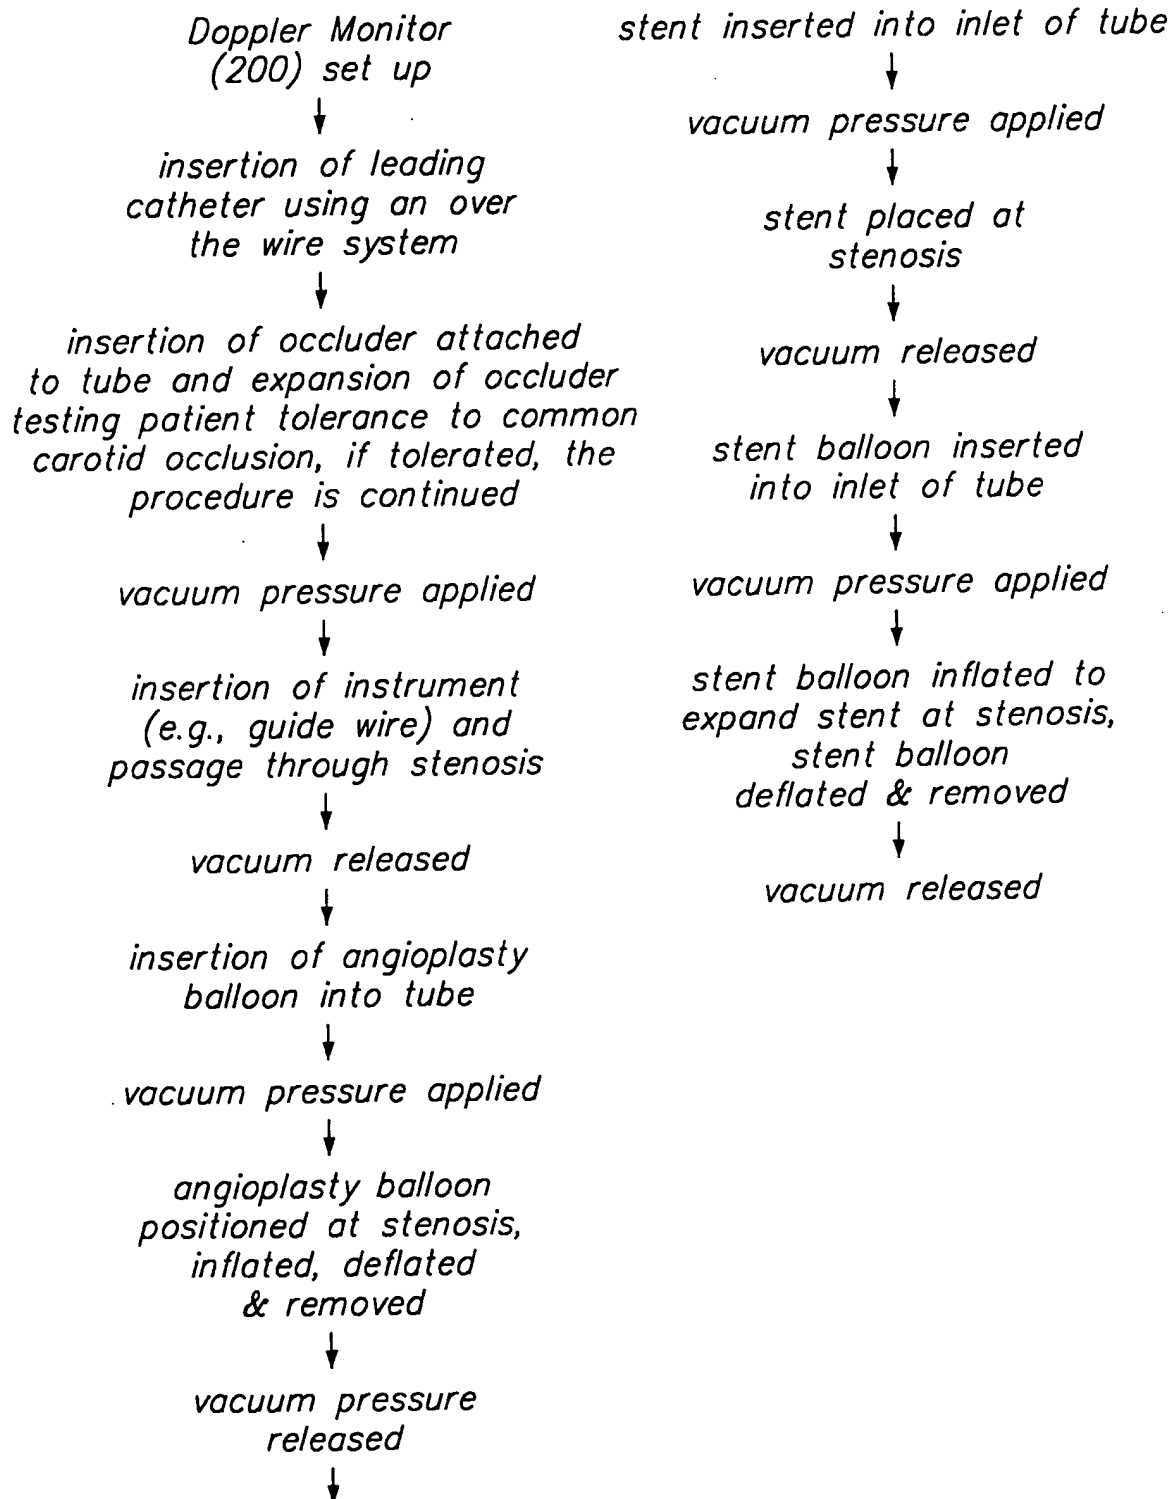 Doppler Monitor
(200) set up
insertion of leading
catheter using an over
the wire system
insertion of occluder attached
to tube and expansion of occluder
testing patient tolerance to common
carotid occlusion, if tolerated, the
procedure is continued
vacuum pressure applied
insertion of instrument
(e.g., guide wire) and
passage through stenosis
vacuum released
insertion of angioplasty
balloon into tube
vacuum pressure applied
angioplasty balloon
positioned at stenosis,
inflated, deflated
& removed
vacuum pressure
released
stent inserted into inlet of tube
vacuum pressure applied
stent placed at
stenosis
vacuum released
stent balloon inserted
into inlet of tube
vacuum pressure applied
stent balloon inflated to
expand stent at stenosis,
stent balloon
deflated & removed
vacuum released